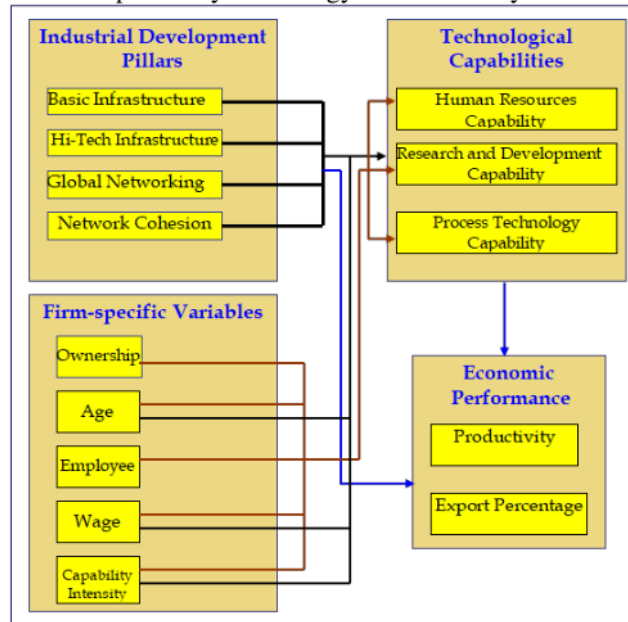 Industrial Development
Pillars
Basic Infrastructure
Hi-Tech Infrastructure
Global Networking
Network Cohesion
Technological
Capabilities
Human Resources
Capability
Research and Development
Capability
Process Technology
Capability
Firm-specific Variables
Ownership
Age
Employee
Wage
Capability
Intensity
Economic
Performance
Productivity
Export Percentage